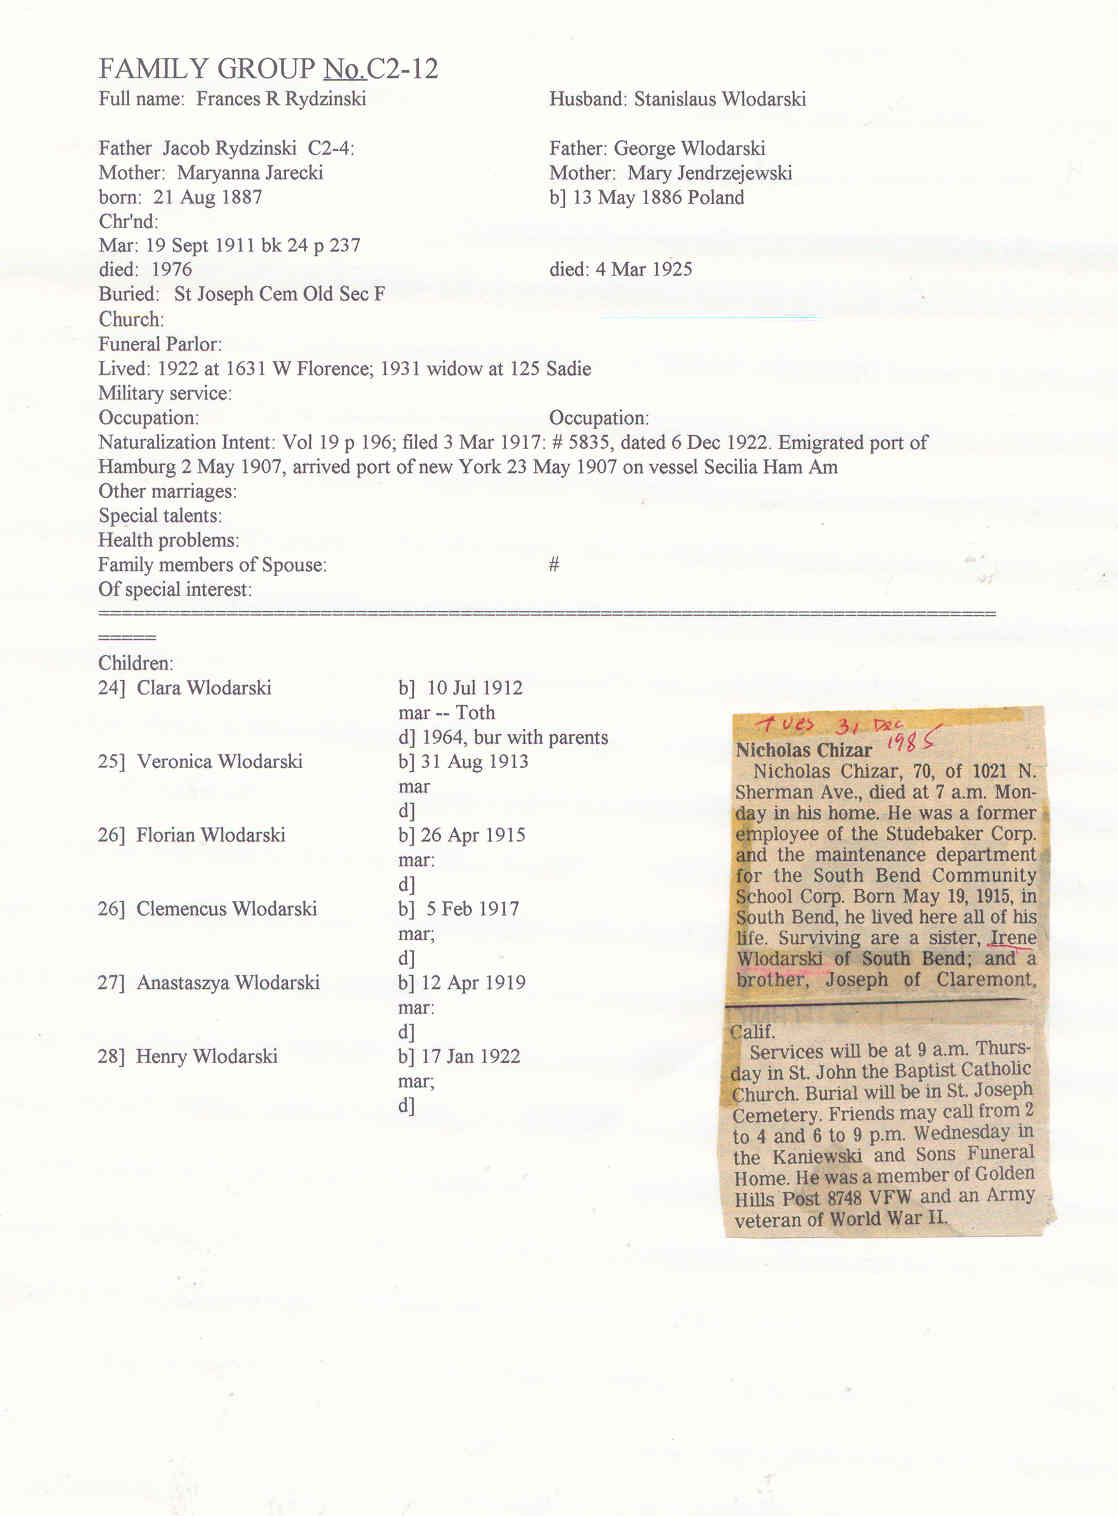 FAMILY GROUP No.C2-12
Full name: Frances R Rydzinski Husband: Stanislaus Wlodarski
Father Jacob Rydzinski C2-4: Father: George Wlodarski
Mother: Maryanna Jarecki Mother: Mary Jendrzejewski
born: 21 Aug 1887 b] 13 May 1886 Poland
Chr'nd:
Mar: 19 Sept 1911 bk 24 p 237
died: 1976 died: 4 Mar 1925
Buried: St Joseph Cem Old Sec F
Church:
Funeral Parlor:
Lived: 1922 at 1631 W Florence; 1931 widow at 125 Sadie
Military service:
Occupation: Occupation:
Naturalization Intent: Vol 19 p 196; filed 3 Mar 1917: # 5835, dated 6 Dec 1922. Emigrated port of
Hamburg 2 May 1907, arrived port of new York 23 May 1907 on vessel Secilia Ham Am
Other marriages:
Special talents:
Health problems:
Family members of Spouse: #
Of special interest:
Children:
24] Clara Wlodarski b] 10 Jul 1912
mar -- Toth
d] 1964, bur with parents
25] Veronica Wlodarski b] 31 Aug 1913
mar
d]
26] Florian Wlodarski b] 26 Apr 1915
mar:
d]
26] Clemencus Wlodarski b] 5 Feb 1917
mar;
d]
27] Anastaszya Wlodarski b] 12 Apr 1919
mar:
d]
28] Henry Wlodarski b] 17 Jan 1922
mar;
d]
Tues 31 Dec
1985
Nicholas Chizar
Nicholas Chizar, 70, of 1021 N.
Sherman Ave., died at 7 a.m. Mon-
day in his home. He was a former
employee of the Studebaker Corp.
and the maintenance department
for the South Bend Community
School Corp. Born May 19, 1915, in
South Bend, he lived here all of his
life. Surviving are a sister, Irene
Wlodarski of South Bend; and a
brother, Joseph of Claremont,
Calif.
Services will be at 9 a.m. Thurs-
day in St. John the Baptist Catholic
Church. Burial will be in St. Joseph
Cemetery. Friends may call from 2
to 4 and 6 to 9 p.m. Wednesday in
the Kaniewski and Sons Funeral
Home. He was a member of Golden
Hills Post 8748 VFW and an Army
veteran of World War II.